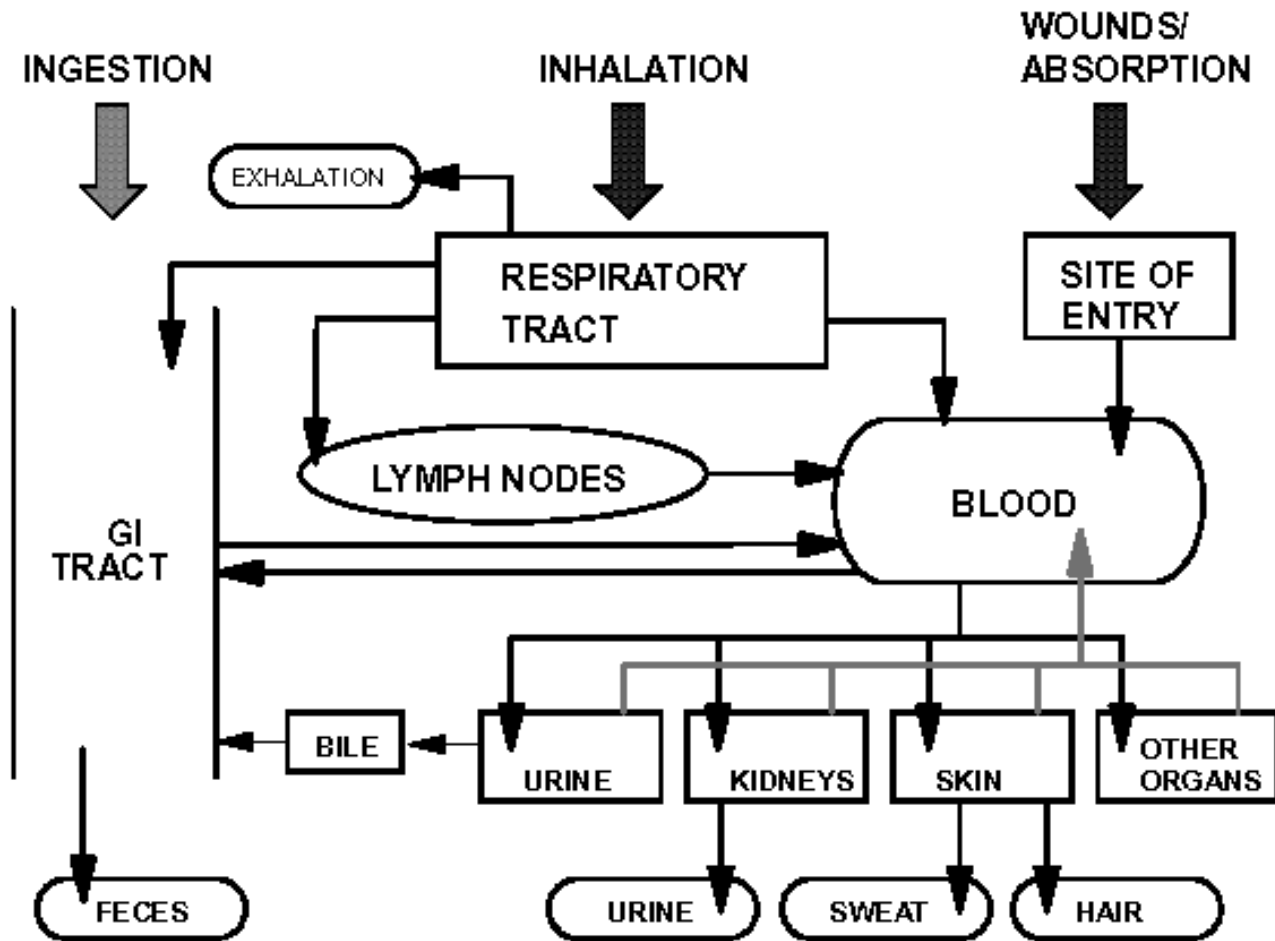 INGESTION
INHALATION
WOUNDS/
ABSORPTION
EXHALATION
RESPIRATORY
TRACT
SITE OF
ENTRY
LYMPH NODES
BLOOD
GI
TRACT
BILE
URINE
KIDNEYS
SKIN
OTHER
ORGANS
FECES
URINE
SWEAT
HAIR